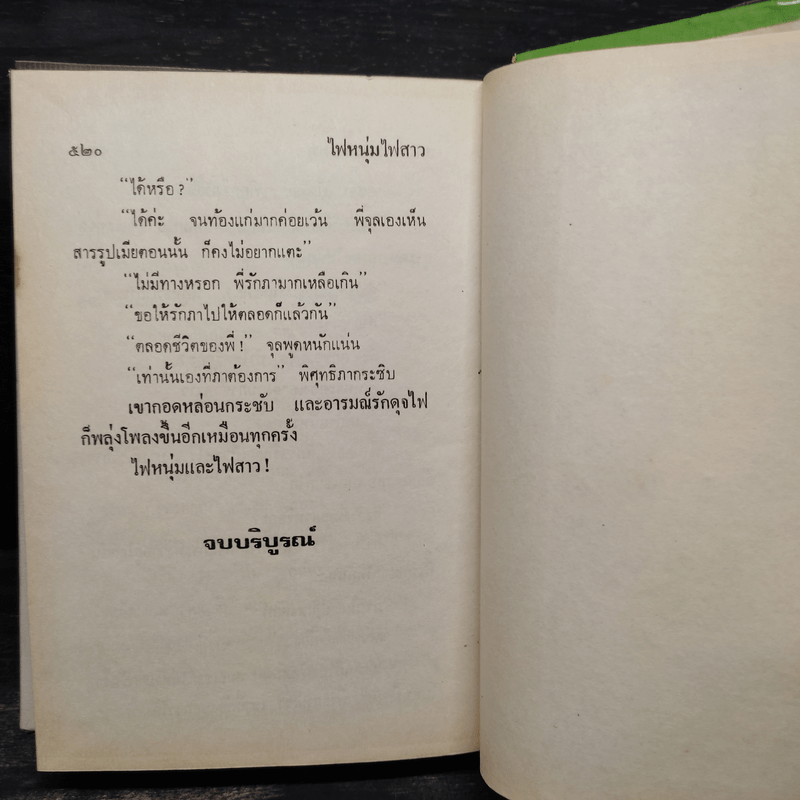 ๕๒๐ ไฟหนุ่มไฟสาว
“ได้หรือ ?”
“ได้ค่ะ จนท้องแก่มากค่อยเว้น พี่จุลเองเห็น
สารรูปเมียตอนนั้น ก็คงไม่อยากแตะ”
“ไม่มีทางหรอก พี่รักภามากเหลือเกิน”
“ขอให้รักภาไปให้ตลอดก็แล้วกัน”
“ตลอดชีวิตของพี่ !” จุลพูดหนักแน่น
“เท่านั้นเองที่ภาต้องการ” พิศุทธิภากระซิบ
เขากอดหล่อนกระชับ และอารมณ์รักดุจไฟ
ก็พลุ่งโพลงขึ้นอีกเหมือนทุกครั้ง
ไฟหนุ่มและไฟสาว !
จบบริบูรณ์